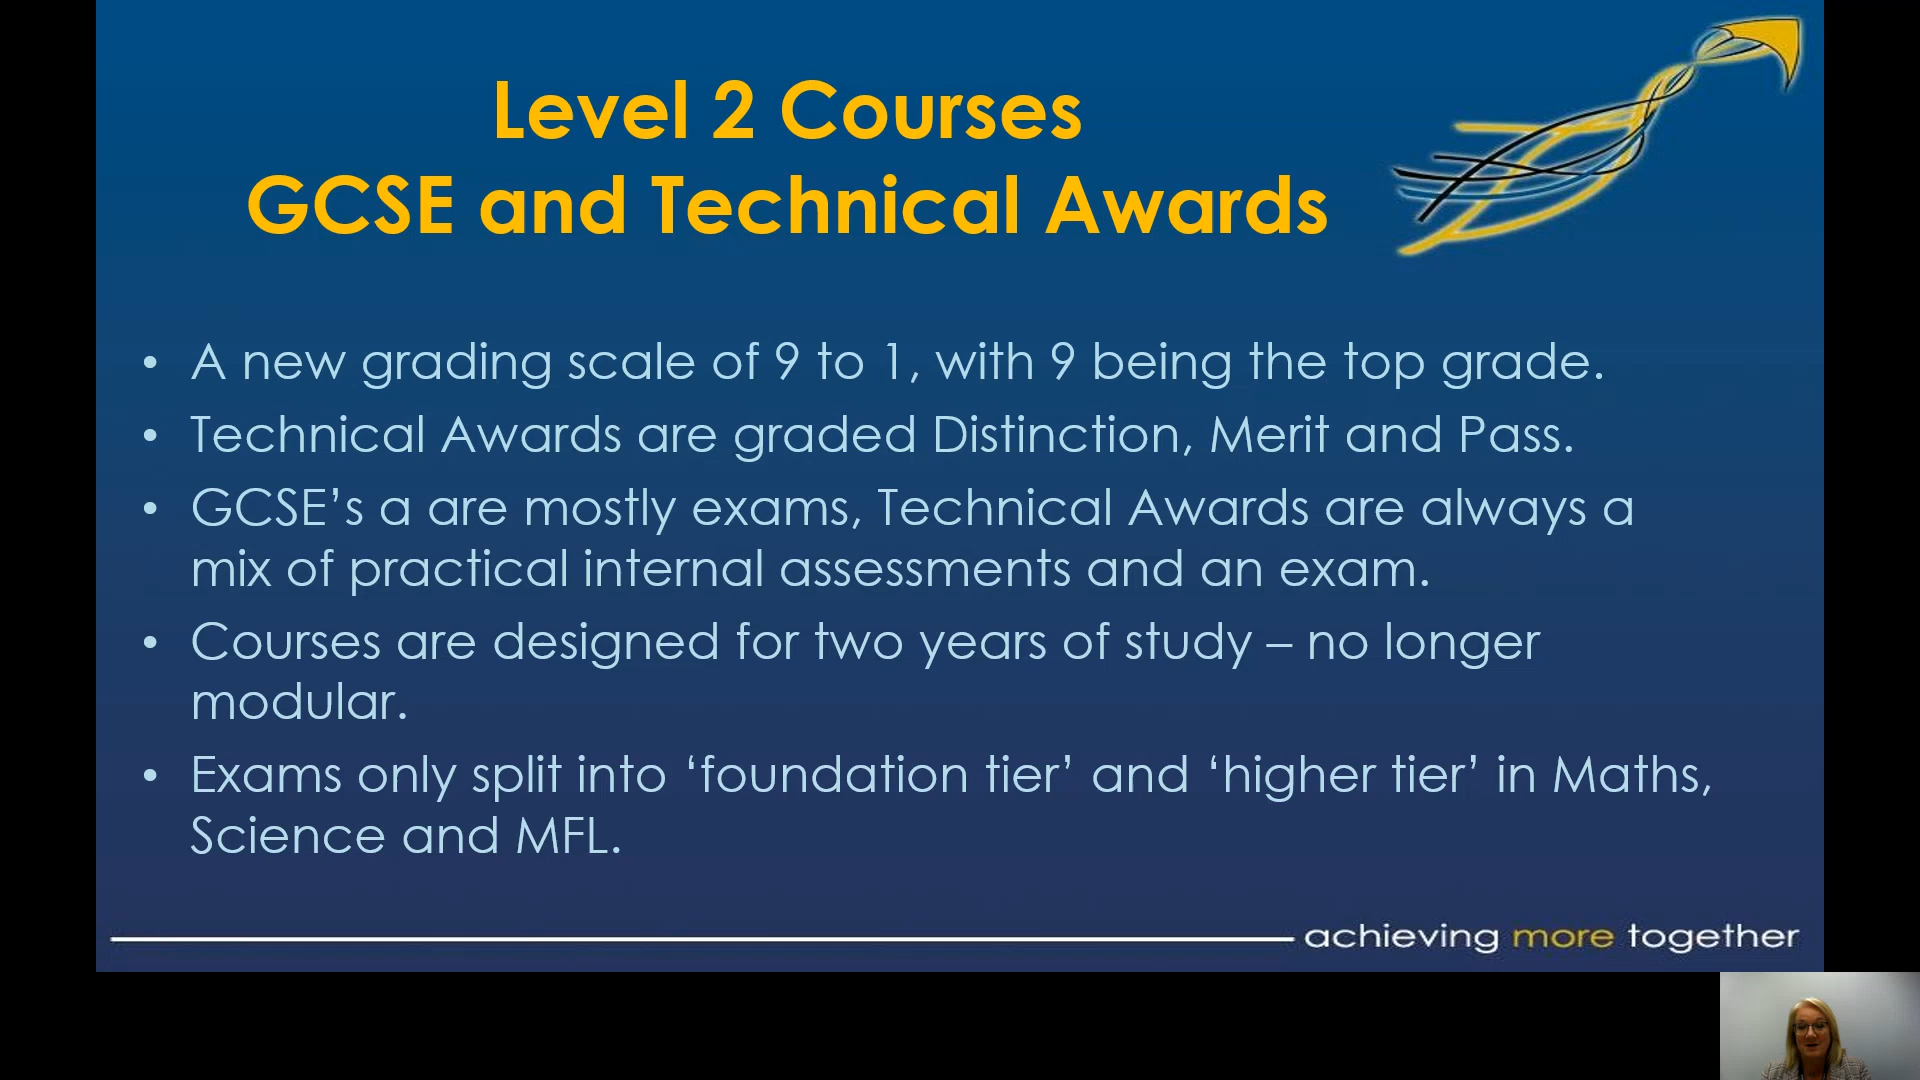 Level 2 Courses
GCSE and Technical Awards
• A new grading scale of 9 to 1, with 9 being the top grade.
• Technical Awards are graded Distinction, Merit and Pass.
• GCSE’s a are mostly exams, Technical Awards are always a
mix of practical internal assessments and an exam.
• Courses are designed for two years of study – no longer
modular.
• Exams only split into ‘foundation tier’ and ‘higher tier’ in Maths,
Science and MFL.
achieving more together